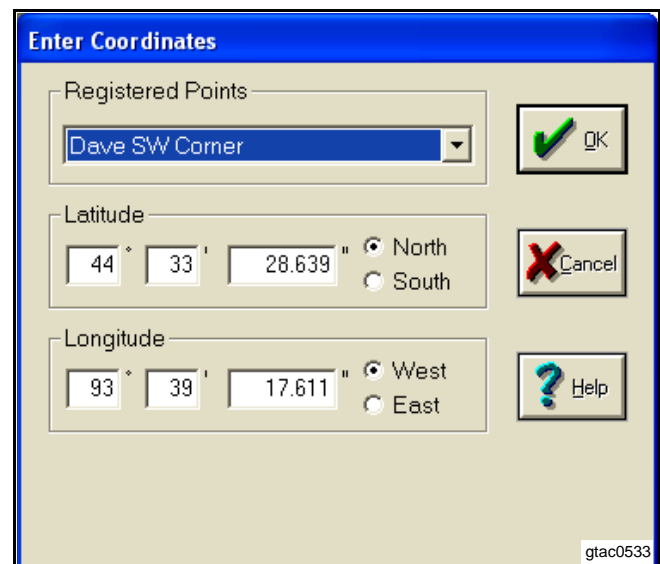 Enter Coordinates
Registered Points
Dave SW Corner
OK
Latitude
44 ° 33 ' 28.639 " North
South
Cancel
Longitude
93 ° 39 ' 17.611 " West
East
Help
gtac0533